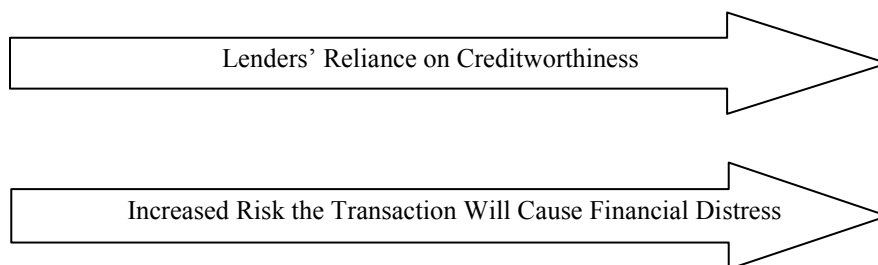 Lenders’ Reliance on Creditworthiness
Increased Risk the Transaction Will Cause Financial Distress